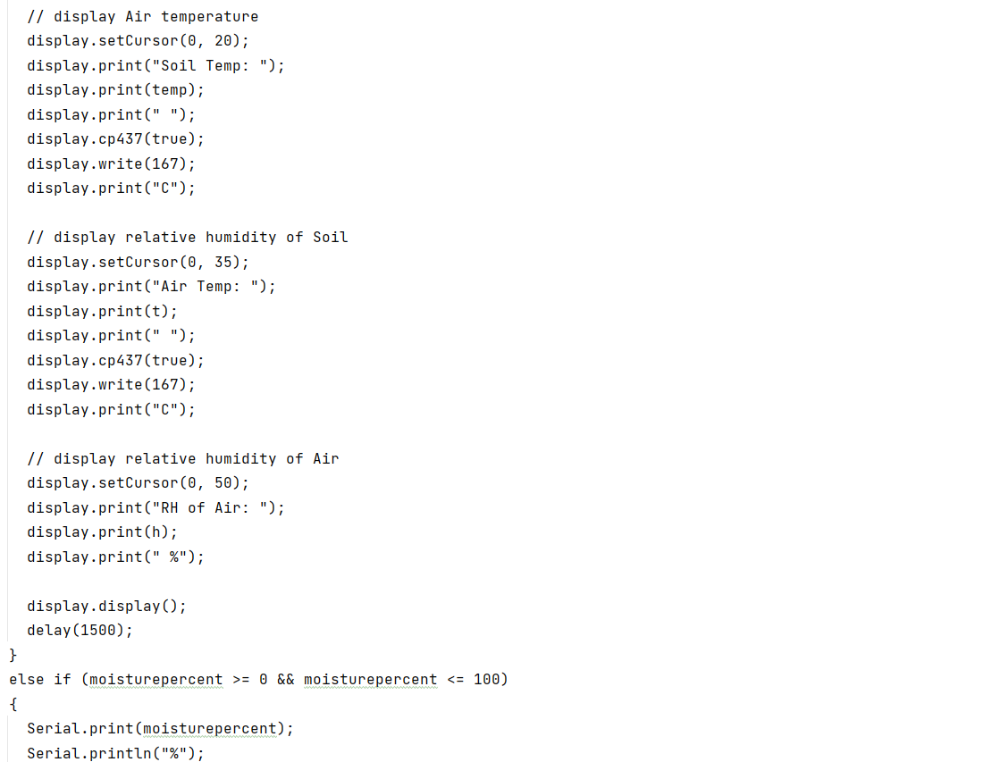 // display Air temperature
display.setCursor(0, 20);
display.print("Soil Temp: ");
display.print(temp);
display.print(" ");
display.cp437(true);
display.write(167);
display.print("C");
// display relative humidity of Soil
display.setCursor(0, 35);
display.print("Air Temp: ");
display.print(t);
display.print(" ");
display.cp437(true);
display.write(167);
display.print("C");
// display relative humidity of Air
display.setCursor(0, 50);
display.print("RH of Air: ");
display.print(h);
display.print(" %");
display.display();
delay(1500);
}
else if (moisturepercent >= 0 && moisturepercent <= 100)
{
Serial.print(moisturepercent);
Serial.println("%");